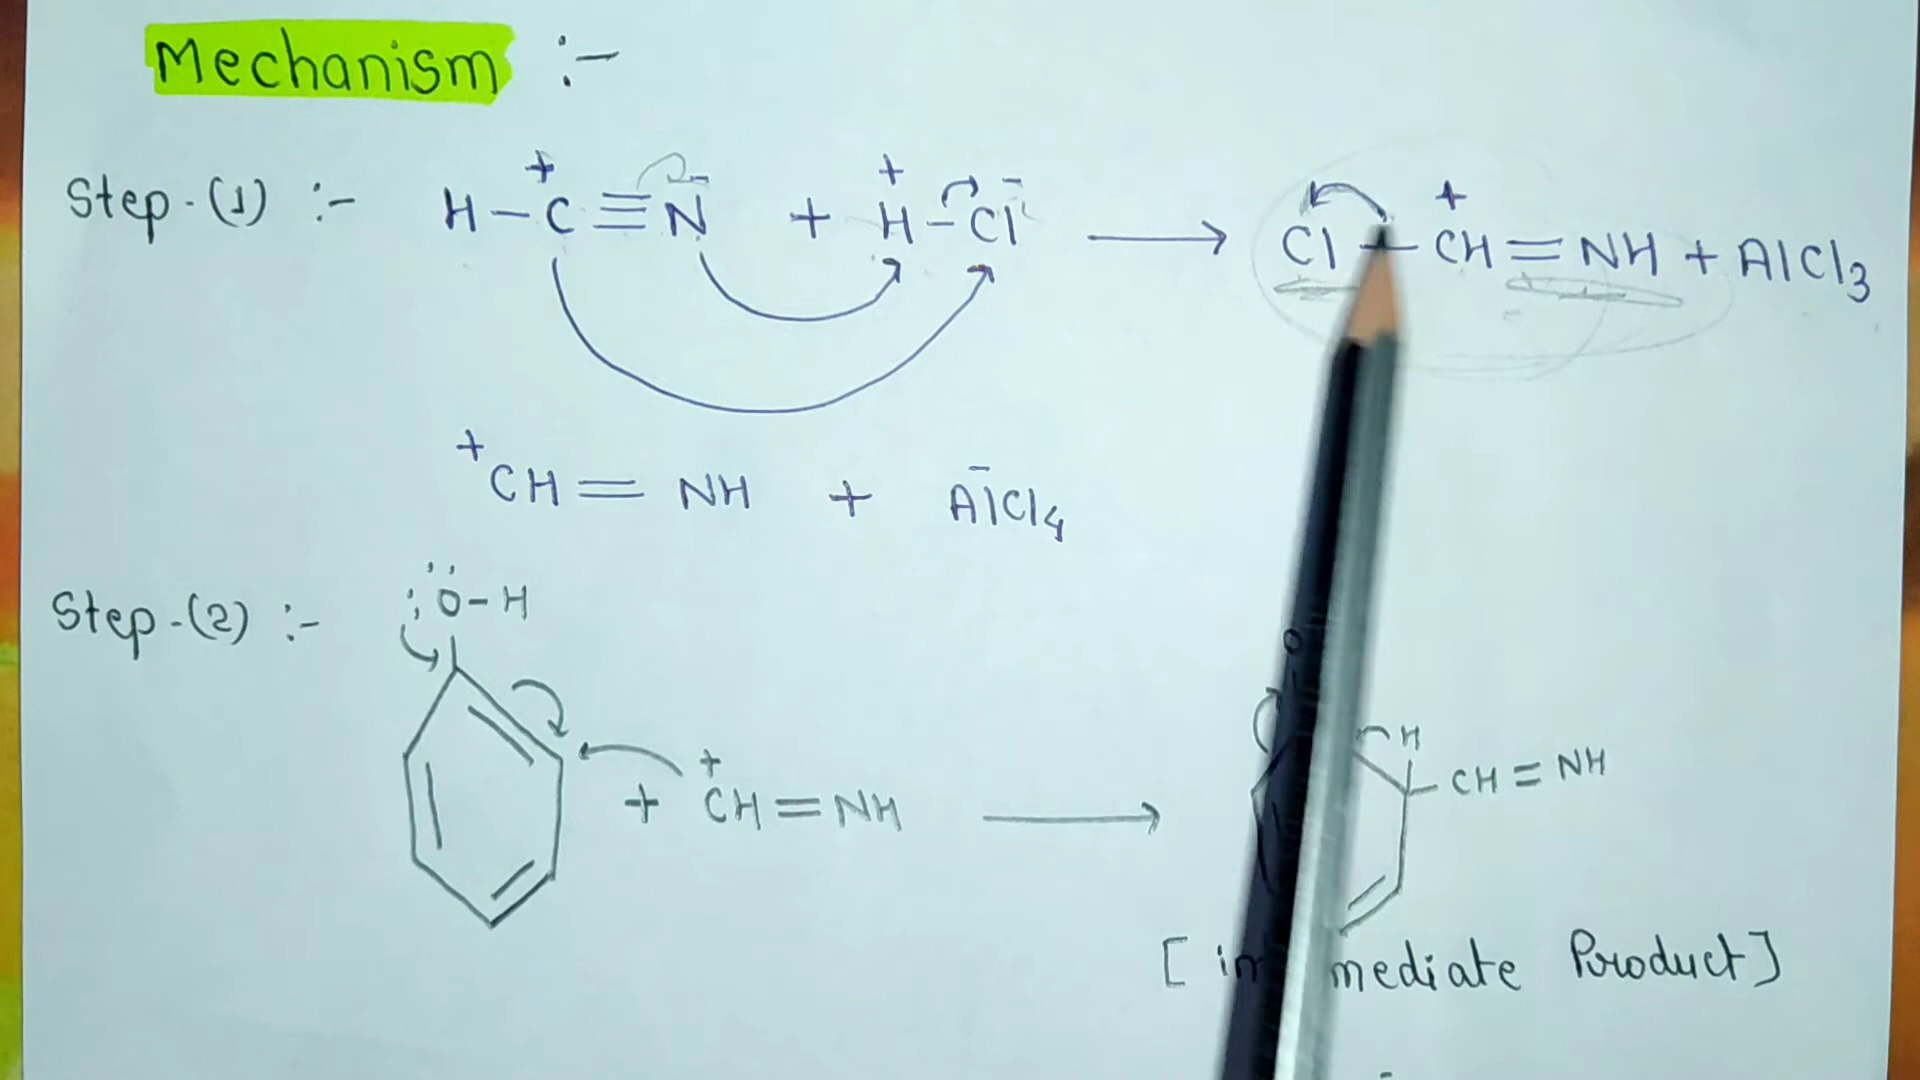 Mechanism :-
Step-(1) :- H-C⁺≡N⁻ + H⁺-Cl⁻ → Cl-CH⁺=NH + AlCl₃
⁺CH=NH + AlCl₄⁻
Step-(2) :- :Ö-H
+ ⁺CH=NH → H CH=NH
mediate Product]